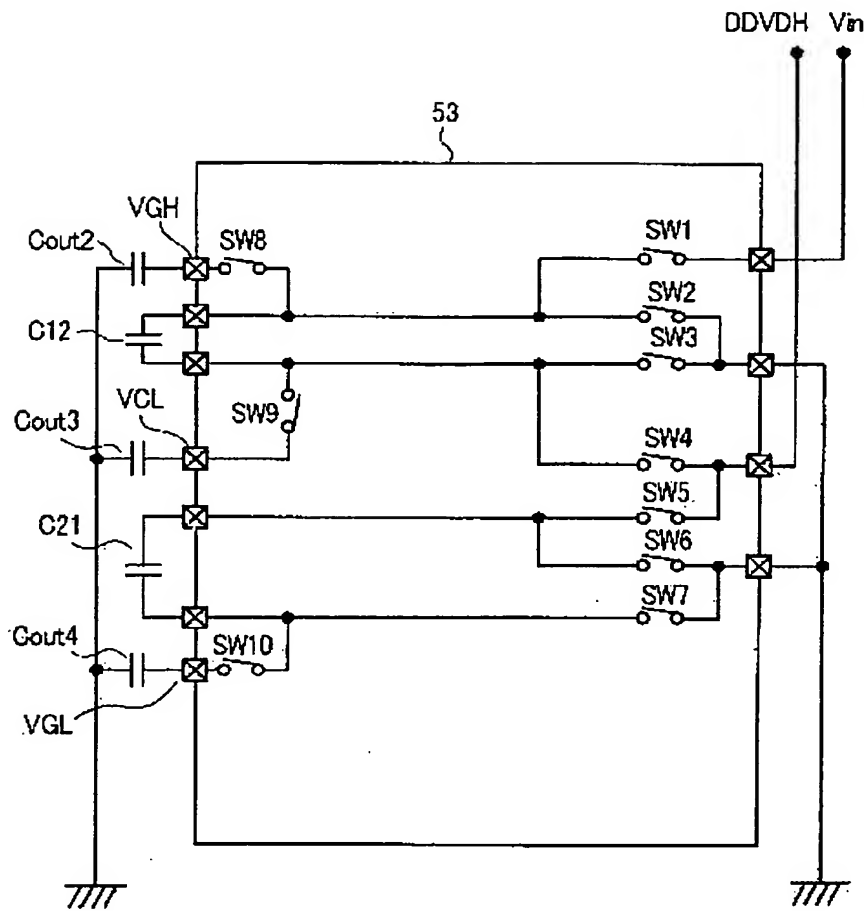 DDVDH Vin
53
VGH
Cout2
SW8
SW1
SW2
C12
SW3
VCL
SW9
Cout3
SW4
SW5
C21
SW6
SW7
Cout4
SW10
VGL